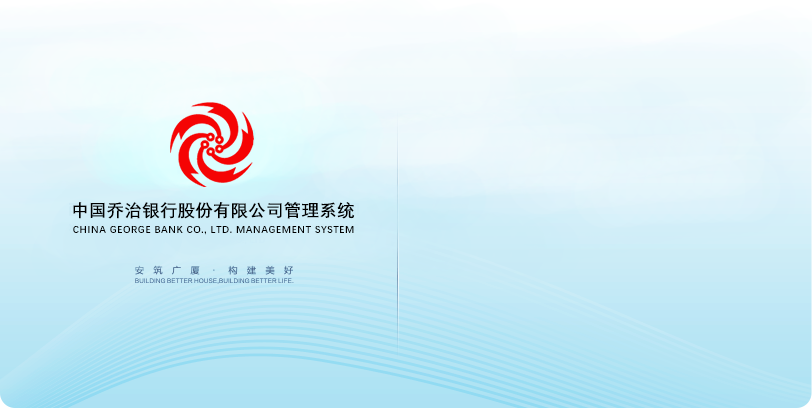 中国乔治银行股份有限公司管理系统
CHINA GEORGE BANK CO., LTD. MANAGEMENT SYSTEM
安筑广厦 · 构建美好
BUILDING BETTER HOUSE,BUILDING BETTER LIFE.